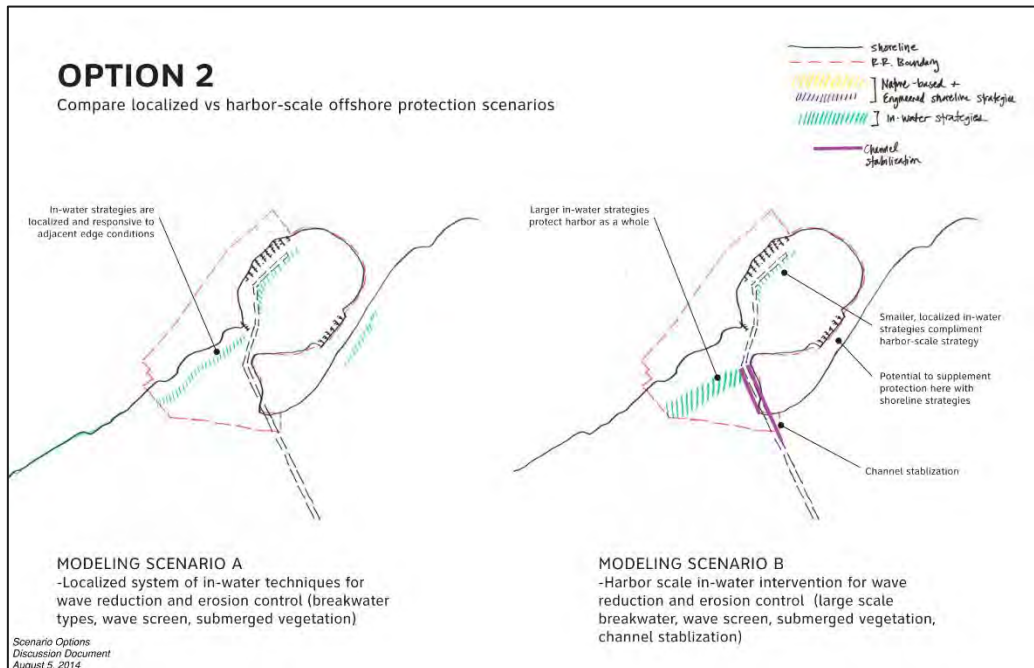 OPTION 2
Compare localized vs harbor-scale offshore protection scenarios
shoreline
R.R. Boundary
Nature-based +
Engineered shoreline strategies
In-water strategies
Channel
stabilization
In-water strategies are
localized and responsive to
adjacent edge conditions
Larger in-water strategies
protect harbor as a whole
Smaller, localized in-water
strategies compliment
harbor-scale strategy
Potential to supplement
protection here with
shoreline strategies
Channel stablization
MODELING SCENARIO A
-Localized system of in-water techniques for
wave reduction and erosion control (breakwater
types, wave screen, submerged vegetation)
MODELING SCENARIO B
-Harbor scale in-water intervention for wave
reduction and erosion control (large scale
breakwater, wave screen, submerged vegetation,
channel stablization)
Scenario Options
Discussion Document
August 5, 2014